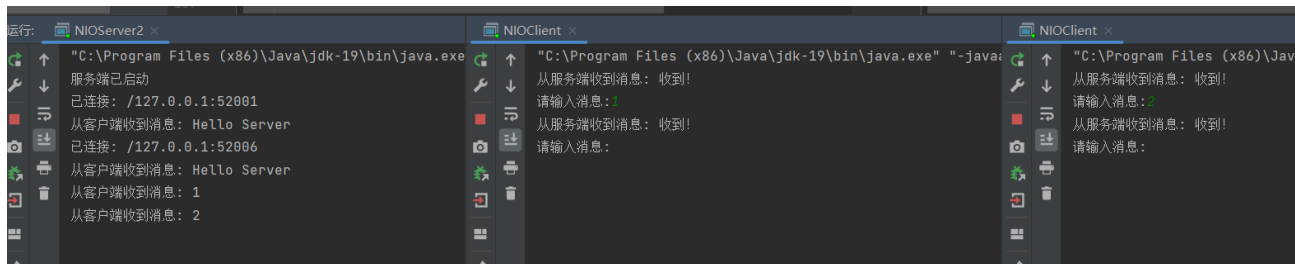 运行:
NIOServer2
"C:\Program Files (x86)\Java\jdk-19\bin\java.exe
服务端已启动
已连接: /127.0.0.1:52001
从客户端收到消息: Hello Server
已连接: /127.0.0.1:52006
从客户端收到消息: Hello Server
从客户端收到消息: 1
从客户端收到消息: 2
NIOClient
"C:\Program Files (x86)\Java\jdk-19\bin\java.exe" "-java
从服务端收到消息: 收到!
请输入消息:1
从服务端收到消息: 收到!
请输入消息:
NIOClient
"C:\Program Files (x86)\Jav
从服务端收到消息: 收到!
请输入消息:2
从服务端收到消息: 收到!
请输入消息: